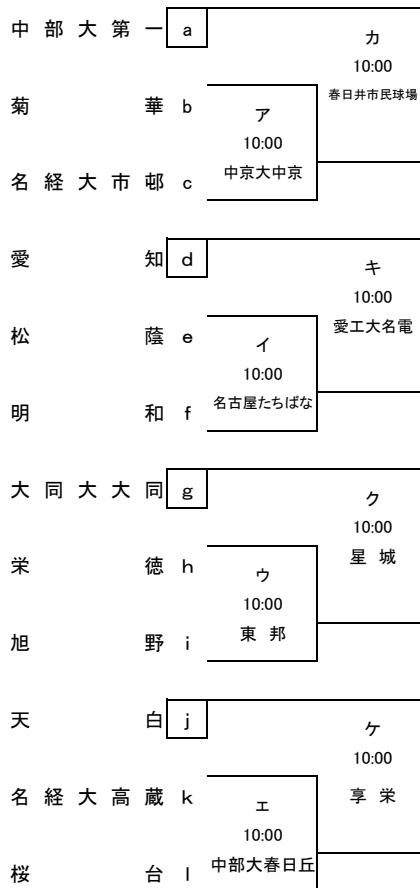 中部大第一 a
カ
10:00
春日井市民球場
菊華 b
ア
10:00
中京大中京
名経大市邨 c
愛知 d
キ
10:00
愛工大名電
松蔭 e
イ
10:00
名古屋たちばな
明和 f
大同大大同 g
ク
10:00
星城
栄徳 h
ウ
10:00
東邦
旭野 i
天白 j
ケ
10:00
享栄
名経大高蔵 k
エ
10:00
中部大春日丘
桜台 l